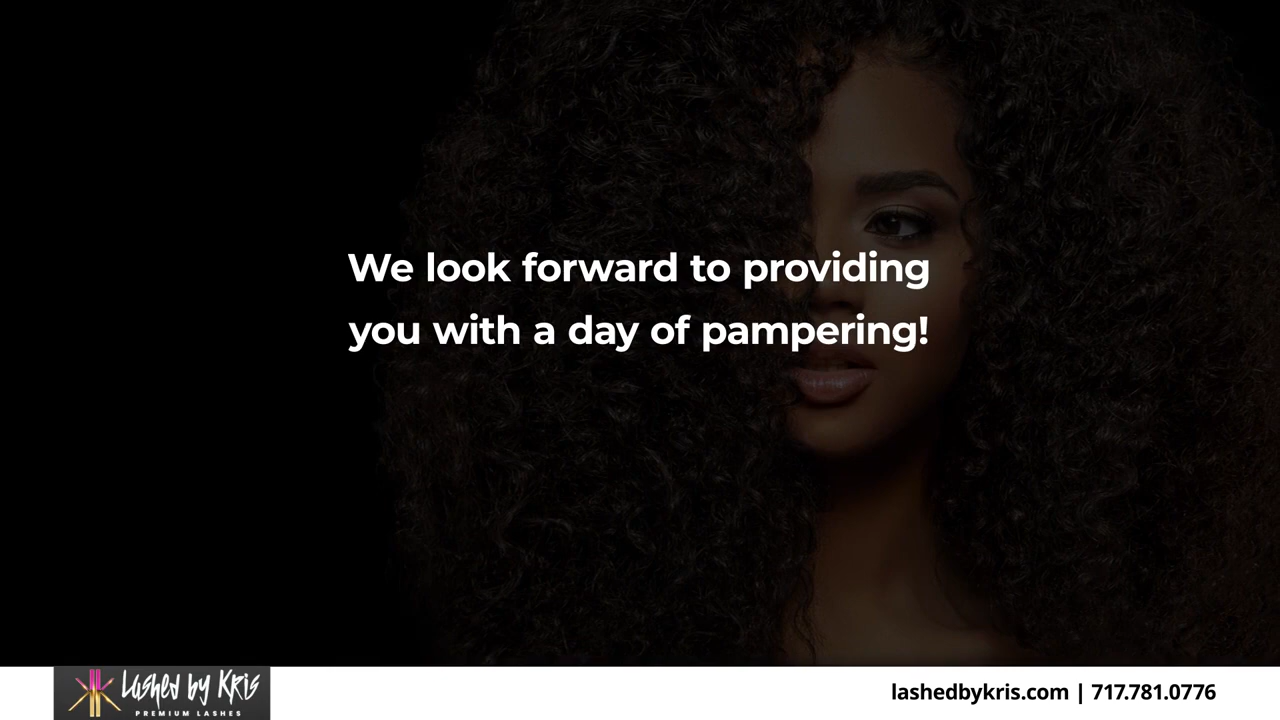 We look forward to providing
you with a day of pampering!
Lashed by Kris
PREMIUM LASHES
lashedbykris.com | 717.781.0776